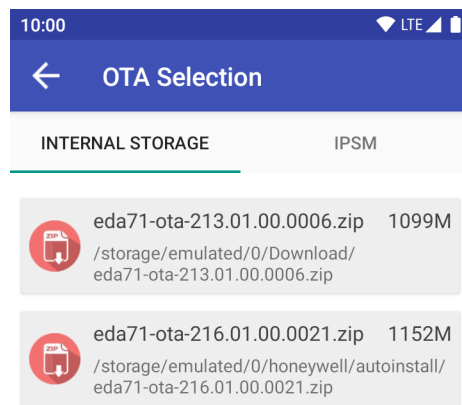 10:00 LTE
OTA Selection
INTERNAL STORAGE IPSM
eda71-ota-213.01.00.0006.zip 1099M
ZIP
/storage/emulated/0/Download/
eda71-ota-213.01.00.0006.zip
eda71-ota-216.01.00.0021.zip 1152M
ZIP
/storage/emulated/0/honeywell/autoinstall/
eda71-ota-216.01.00.0021.zip